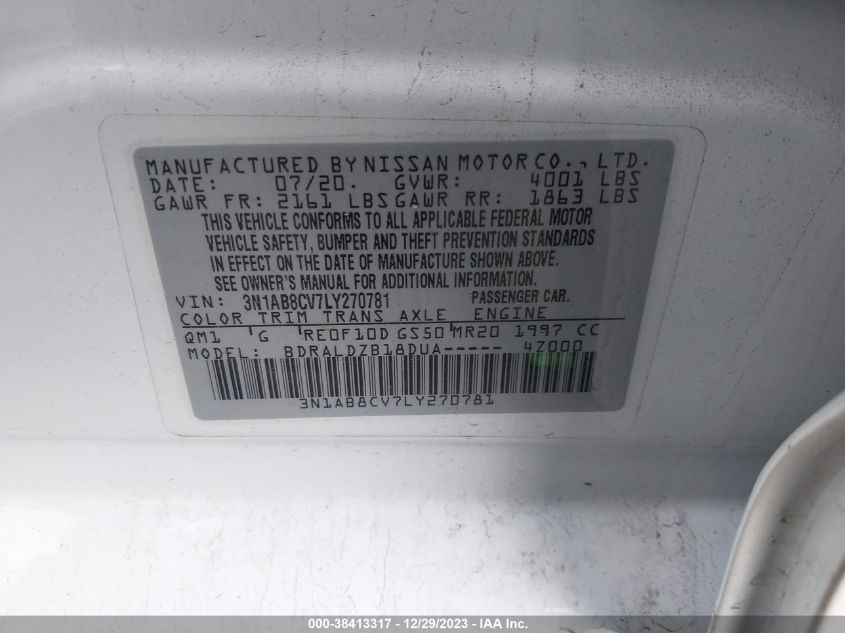 MANUFACTURED BY NISSAN MOTOR CO., LTD.
DATE: 07/20. GVWR: 4001 LBS
GAWR FR: 2161 LBS GAWR RR: 1863 LBS
THIS VEHICLE CONFORMS TO ALL APPLICABLE FEDERAL MOTOR
VEHICLE SAFETY, BUMPER AND THEFT PREVENTION STANDARDS
IN EFFECT ON THE DATE OF MANUFACTURE SHOWN ABOVE.
SEE OWNER'S MANUAL FOR ADDITIONAL INFORMATION.
VIN: 3N1AB8CV7LY270781 PASSENGER CAR.
COLOR TRIM TRANS AXLE ENGINE
QM1 'G 'RE0F10D GS50 MR20 1997 CC
MODEL: BDRALDZB18DUA----- 4Z000
3N1AB8CV7LY270781
000-38413317 - 12/29/2023 - IAA Inc.